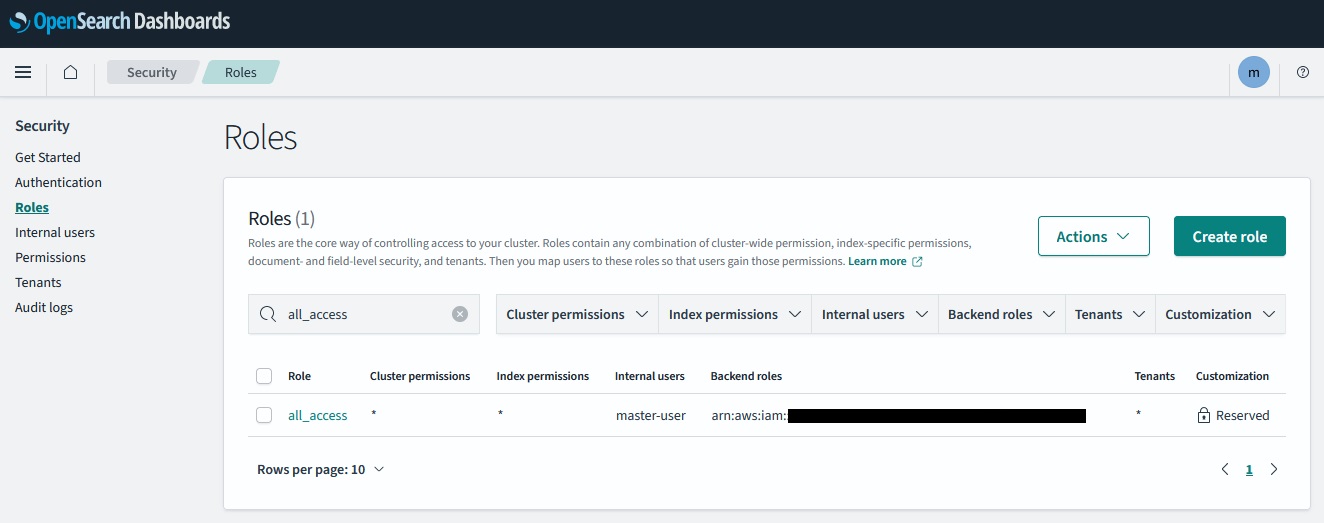 OpenSearch Dashboards
Security
Roles
m
Security
Get Started
Authentication
Roles
Internal users
Permissions
Tenants
Audit logs
Roles
Roles (1)
Roles are the core way of controlling access to your cluster. Roles contain any combination of cluster-wide permission, index-specific permissions,
document- and field-level security, and tenants. Then you map users to these roles so that users gain those permissions. Learn more
Actions
Create role
all_access
Cluster permissions
Index permissions
Internal users
Backend roles
Tenants
Customization
Role Cluster permissions Index permissions Internal users Backend roles Tenants Customization
all_access * * master-user arn:aws:iam: * Reserved
Rows per page: 10
1